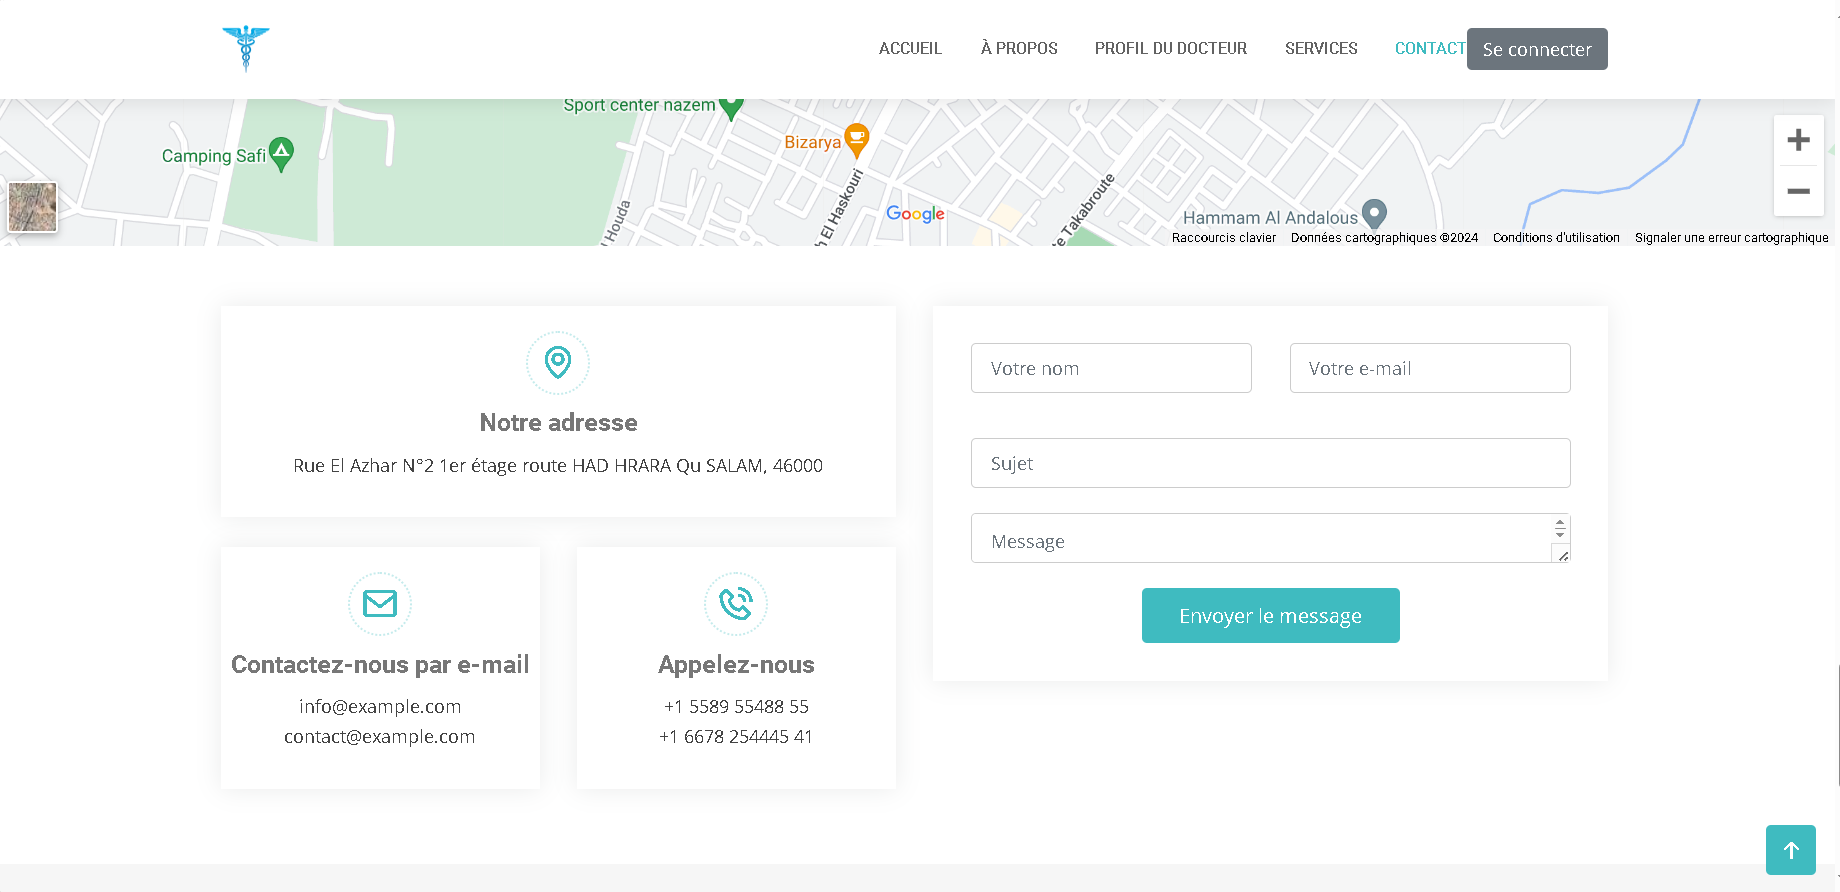 ACCUEIL À PROPOS PROFIL DU DOCTEUR SERVICES CONTACT Se connecter
Sport center nazem
Bizarya
Camping Safi
Houda
El Haskouri
Takabroute
Google
Hammam Al Andalous
Raccourcis clavier Données cartographiques ©2024 Conditions d'utilisation Signaler une erreur cartographique
Notre adresse
Rue El Azhar N°2 1er étage route HAD HRARA Qu SALAM, 46000
Contactez-nous par e-mail
info@example.com
contact@example.com
Appelez-nous
+1 5589 55488 55
+1 6678 254445 41
Votre nom
Votre e-mail
Sujet
Message
Envoyer le message